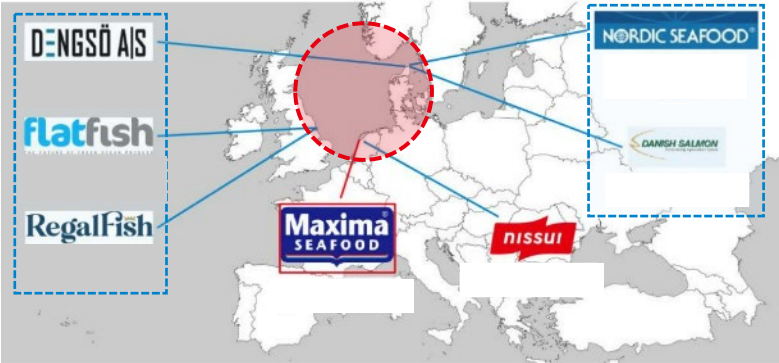 DENGSÖ A|S
flatfish
RegalFish
Maxima®
SEAFOOD
nissui
NORDIC SEAFOOD®
DANISH SALMON